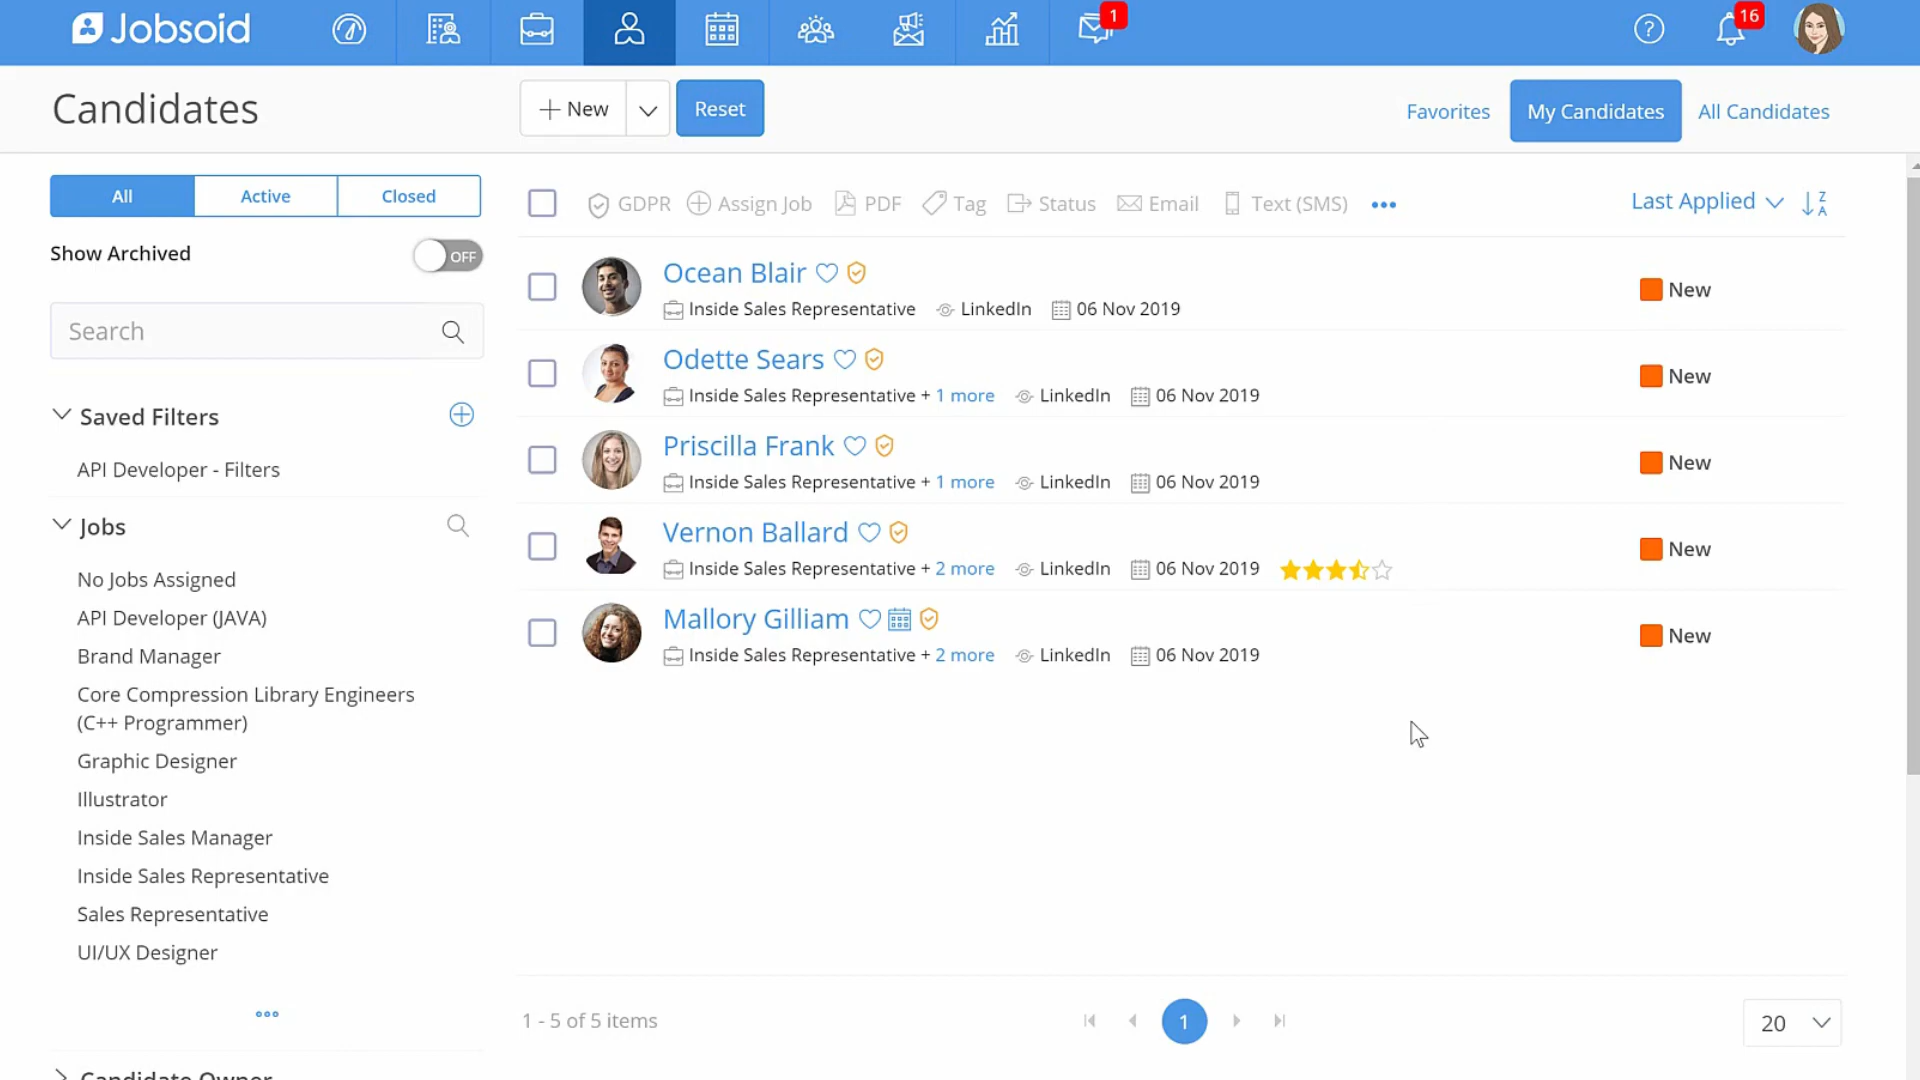 Jobsoid
1
16
Candidates
New
Reset
Favorites
My Candidates
All Candidates
All
Active
Closed
Show Archived
OFF
Search
Saved Filters
API Developer - Filters
Jobs
No Jobs Assigned
API Developer (JAVA)
Brand Manager
Core Compression Library Engineers
(C++ Programmer)
Graphic Designer
Illustrator
Inside Sales Manager
Inside Sales Representative
Sales Representative
UI/UX Designer
Candidate Owner
GDPR Assign Job PDF Tag Status Email Text (SMS)
Last Applied
Z
A
Ocean Blair
Inside Sales Representative LinkedIn 06 Nov 2019
New
Odette Sears
Inside Sales Representative + 1 more LinkedIn 06 Nov 2019
New
Priscilla Frank
Inside Sales Representative + 1 more LinkedIn 06 Nov 2019
New
Vernon Ballard
Inside Sales Representative + 2 more LinkedIn 06 Nov 2019
New
Mallory Gilliam
Inside Sales Representative + 2 more LinkedIn 06 Nov 2019
New
1 - 5 of 5 items
1
20